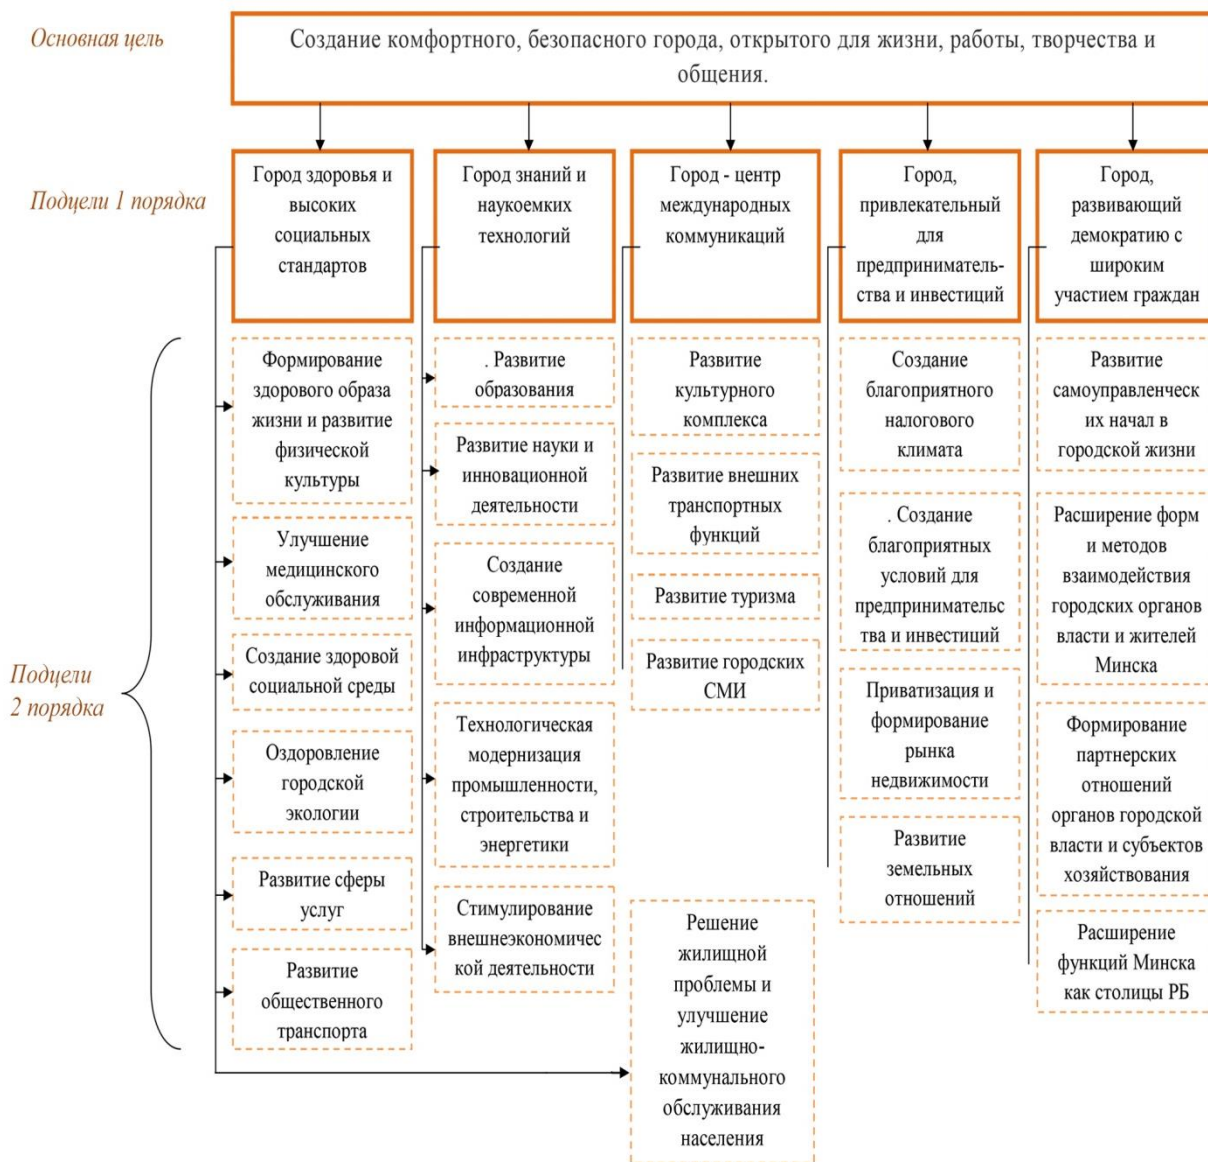 Основная цель
Создание комфортного, безопасного города, открытого для жизни, работы, творчества и
общения.
Подцели 1 порядка
Город здоровья и
высоких
социальных
стандартов
Город знаний и
наукоемких
технологий
Город - центр
международных
коммуникаций
Город,
привлекательный
для
предприниматель-
ства и инвестиций
Город,
развивающий
демократию с
широким
участием граждан
Подцели
2 порядка
Формирование
здорового образа
жизни и развитие
физической
культуры
Улучшение
медицинского
обслуживания
Создание здоровой
социальной среды
Оздоровление
городской
экологии
Развитие сферы
услуг
Развитие
общественного
транспорта
. Развитие
образования
Развитие науки и
инновационной
деятельности
Создание
современной
информационной
инфраструктуры
Технологическая
модернизация
промышленности,
строительства и
энергетики
Стимулирование
внешнеэкономичес
кой деятельности
Развитие
культурного
комплекса
Развитие внешних
транспортных
функций
Развитие туризма
Развитие городских
СМИ
Решение
жилищной
проблемы и
улучшение
жилищно-
коммунального
обслуживания
населения
Создание
благоприятного
налогового
климата
. Создание
благоприятных
условий для
предпринимательс
тва и инвестиций
Приватизация и
формирование
рынка
недвижимости
Развитие
земельных
отношений
Развитие
самоуправленческ
их начал в
городской жизни
Расширение форм
и методов
взаимодействия
городских органов
власти и жителей
Минска
Формирование
партнерских
отношений
органов городской
власти и субъектов
хозяйствования
Расширение
функций Минска
как столицы РБ